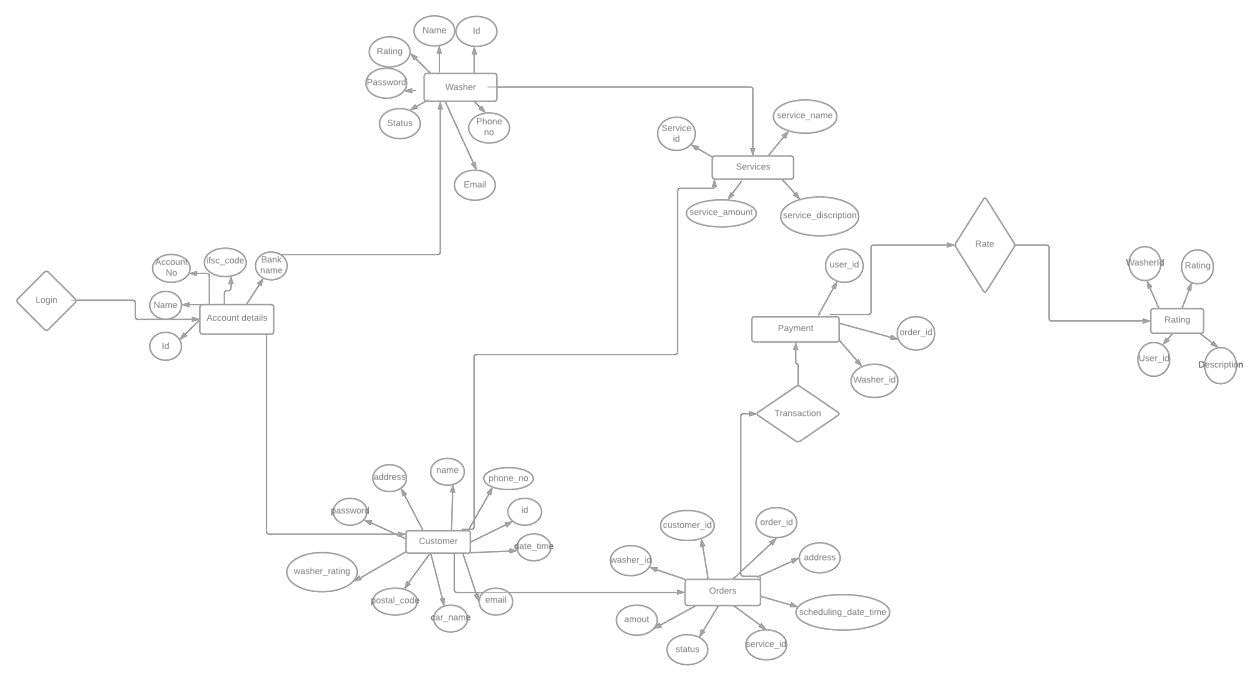 Name
Id
Rating
Password
Washer
Status
Phone
no
Email
service_name
Service
id
Services
service_amount
service_discription
Rate
Account
No
ifsc_code
Bank
name
user_id
WasherId
Rating
Login
Name
Account details
Id
Payment
order_id
Rating
User_id
Description
Washer_id
Transaction
address
name
phone_no
password
id
Customer
date_time
washer_rating
postal_code
car_name
email
customer_id
order_id
washer_id
address
Orders
amout
scheduling_date_time
status
service_id